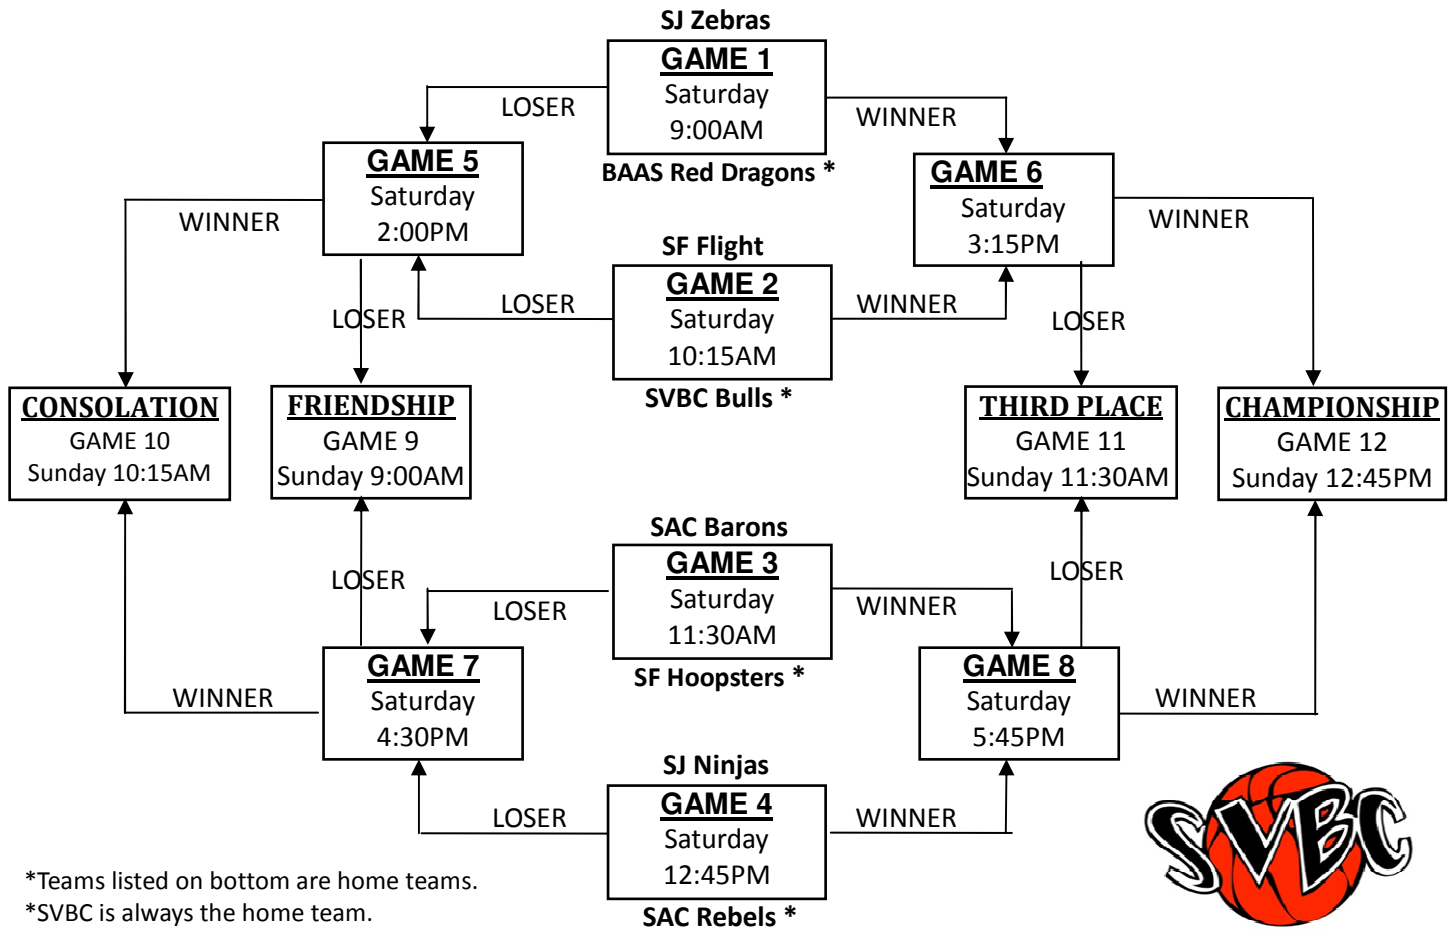 SJ Zebras
GAME 1
Saturday
9:00AM
BAAS Red Dragons *
LOSER
WINNER
GAME 5
Saturday
2:00PM
GAME 6
Saturday
3:15PM
WINNER
WINNER
SF Flight
GAME 2
Saturday
10:15AM
SVBC Bulls *
LOSER
WINNER
LOSER
LOSER
CONSOLATION
GAME 10
Sunday 10:15AM
FRIENDSHIP
GAME 9
Sunday 9:00AM
THIRD PLACE
GAME 11
Sunday 11:30AM
CHAMPIONSHIP
GAME 12
Sunday 12:45PM
SAC Barons
GAME 3
Saturday
11:30AM
SF Hoopsters *
LOSER
LOSER
LOSER
WINNER
GAME 7
Saturday
4:30PM
GAME 8
Saturday
5:45PM
WINNER
WINNER
SJ Ninjas
GAME 4
Saturday
12:45PM
SAC Rebels *
LOSER
WINNER
SVBC
*Teams listed on bottom are home teams.
*SVBC is always the home team.